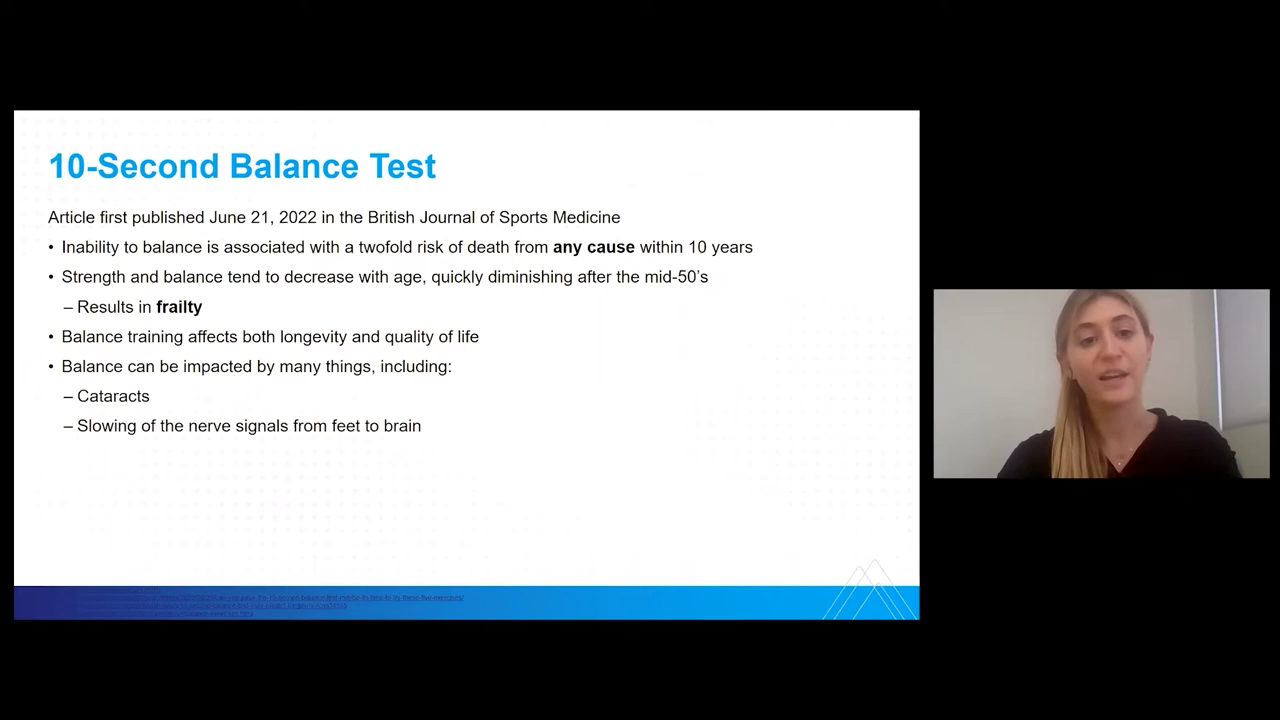 10-Second Balance Test
Article first published June 21, 2022 in the British Journal of Sports Medicine
• Inability to balance is associated with a twofold risk of death from any cause within 10 years
• Strength and balance tend to decrease with age, quickly diminishing after the mid-50’s
– Results in frailty
• Balance training affects both longevity and quality of life
• Balance can be impacted by many things, including:
– Cataracts
– Slowing of the nerve signals from feet to brain